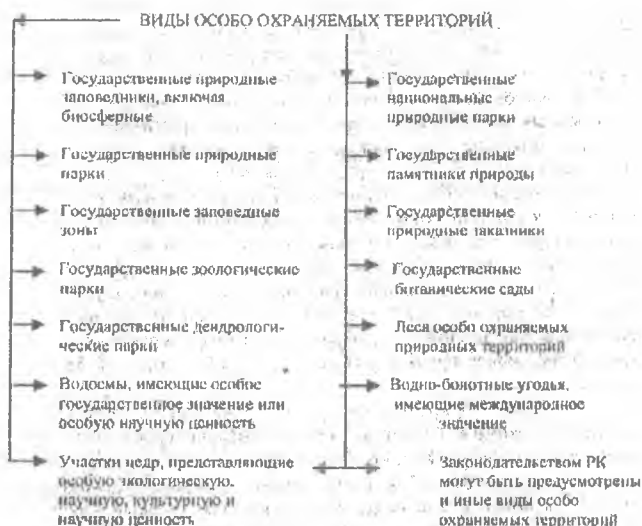 ВИДЫ ОСОБО ОХРАНЯЕМЫХ ТЕРРИТОРИЙ
Государственные природные
заповедники, включая
биосферные
Государственные природные
парки
Государственные заповедные
зоны
Государственные зоологические
парки
Государственные дендрологи-
ческие парки
Водоемы, имеющие особое
государственное значение или
особую научную ценность
Участки недр, представляющие
особую экологическую,
научную, культурную и
научную ценность
Государственные
национальные
природные парки
Государственные
памятники природы
Государственные
природные заказники
Государственные
ботанические сады
Леса особо охраняемых
природных территорий
Водно-болотные угодья,
имеющие международное
значение
Законодательством РК
могут быть предусмотрены
и иные виды особо
охраняемых территорий